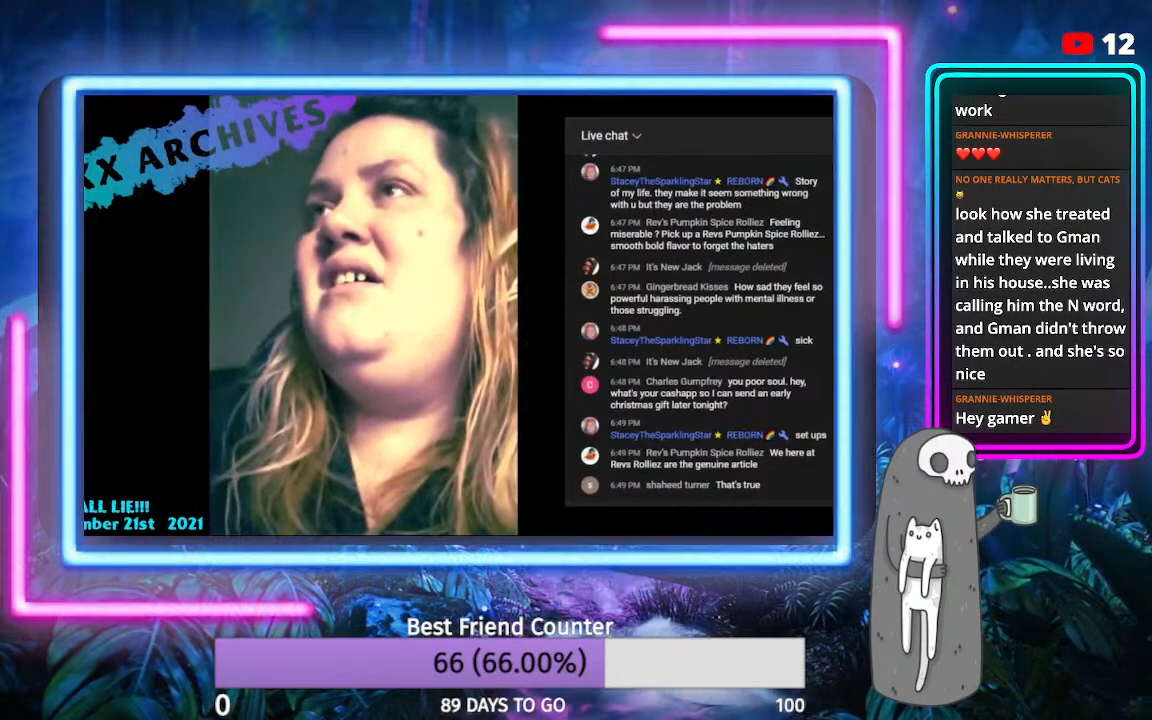 12
XX ARCHIVES
ALL LIE!!!
mber 21st 2021
Live chat
6:47 PM
StaceyTheSparklingStar ★ REBORN 🌈 🔧 Story
of my life. they make it seem something wrong
with u but they are the problem
6:47 PM Rev's Pumpkin Spice Rolliez Feeling
miserable ? Pick up a Revs Pumpkin Spice Rolliez...
smooth bold flavor to forget the haters
6:47 PM It's New Jack [message deleted]
6:47 PM Gingerbread Kisses How sad they feel so
powerful harassing people with mental illness or
those struggling.
6:48 PM
StaceyTheSparklingStar ★ REBORN 🌈 🔧 sick
6:48 PM It's New Jack [message deleted]
C
6:48 PM Charles Gumpfrey you poor soul. hey,
what's your cashapp so I can send an early
christmas gift later tonight?
6:49 PM
StaceyTheSparklingStar ★ REBORN 🌈 🔧 set ups
6:49 PM Rev's Pumpkin Spice Rolliez We here at
Revs Rolliez are the genuine article
s
6:49 PM shaheed turner That's true
work
GRANNIE-WHISPERER
❤️❤️❤️
NO ONE REALLY MATTERS, BUT CATS
look how she treated
and talked to Gman
while they were living
in his house..she was
calling him the N word,
and Gman didn't throw
them out . and she's so
nice
GRANNIE-WHISPERER
Hey gamer ✌️
Best Friend Counter
66 (66.00%)
0
89 DAYS TO GO
100